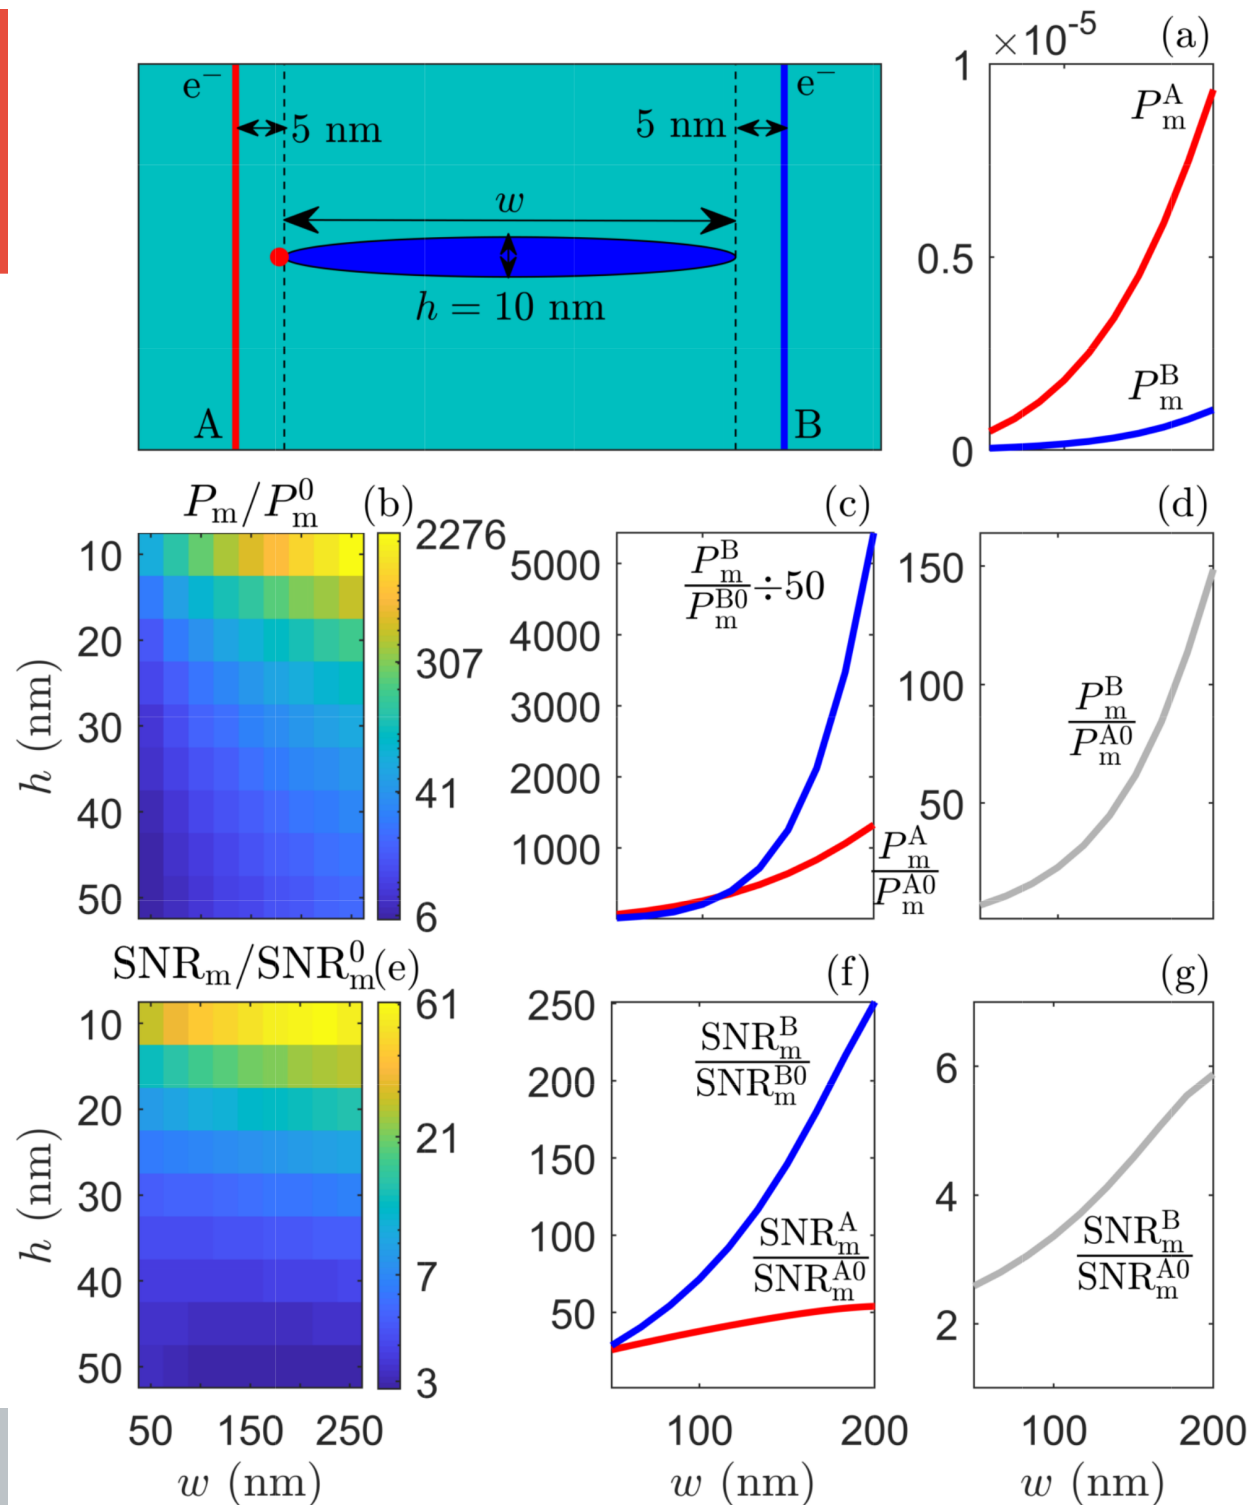 e⁻ e⁻
5 nm 5 nm
w
h = 10 nm
A B
(a)
×10⁻⁵
1
0.5
0
P_m^A
P_m^B
P_m/P_m^0 (b)
10
20
30
40
50
h (nm)
2276
307
41
6
(c)
5000
4000
3000
2000
1000
P_m^B/P_m^B0 ÷50
P_m^A/P_m^A0
(d)
150
100
50
P_m^B/P_m^A0
SNR_m/SNR_m^0 (e)
10
20
30
40
50
h (nm)
61
21
7
3
50 150 250
w (nm)
(f)
250
200
150
100
50
SNR_m^B/SNR_m^B0
SNR_m^A/SNR_m^A0
100 200
w (nm)
(g)
6
4
2
SNR_m^B/SNR_m^A0
100 200
w (nm)